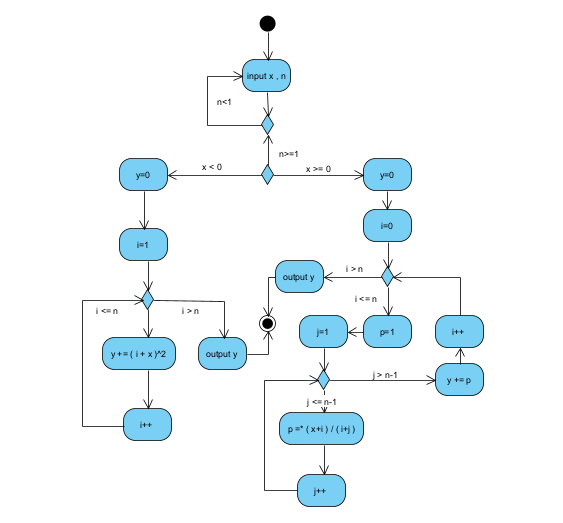 input x , n
n<1
n>=1
x < 0
x >= 0
y=0
y=0
i=0
i=1
i > n
output y
i <= n
i <= n
i > n
j=1
p=1
i++
y += ( i + x )^2
output y
j > n-1
y += p
j <= n-1
i++
p =* ( x+i ) / ( i+j )
j++